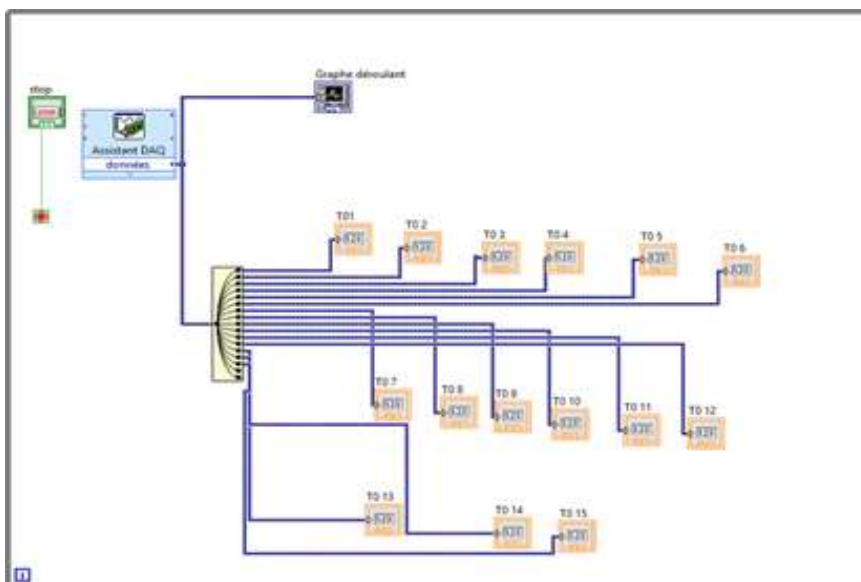 Graphe déroulant
stop
Assistant DAQ
données
T01
T0 2
T0 3
T0 4
T0 5
T0 6
T0 7
T0 8
T0 9
T0 10
T0 11
T0 12
T0 13
T0 14
T0 15
i